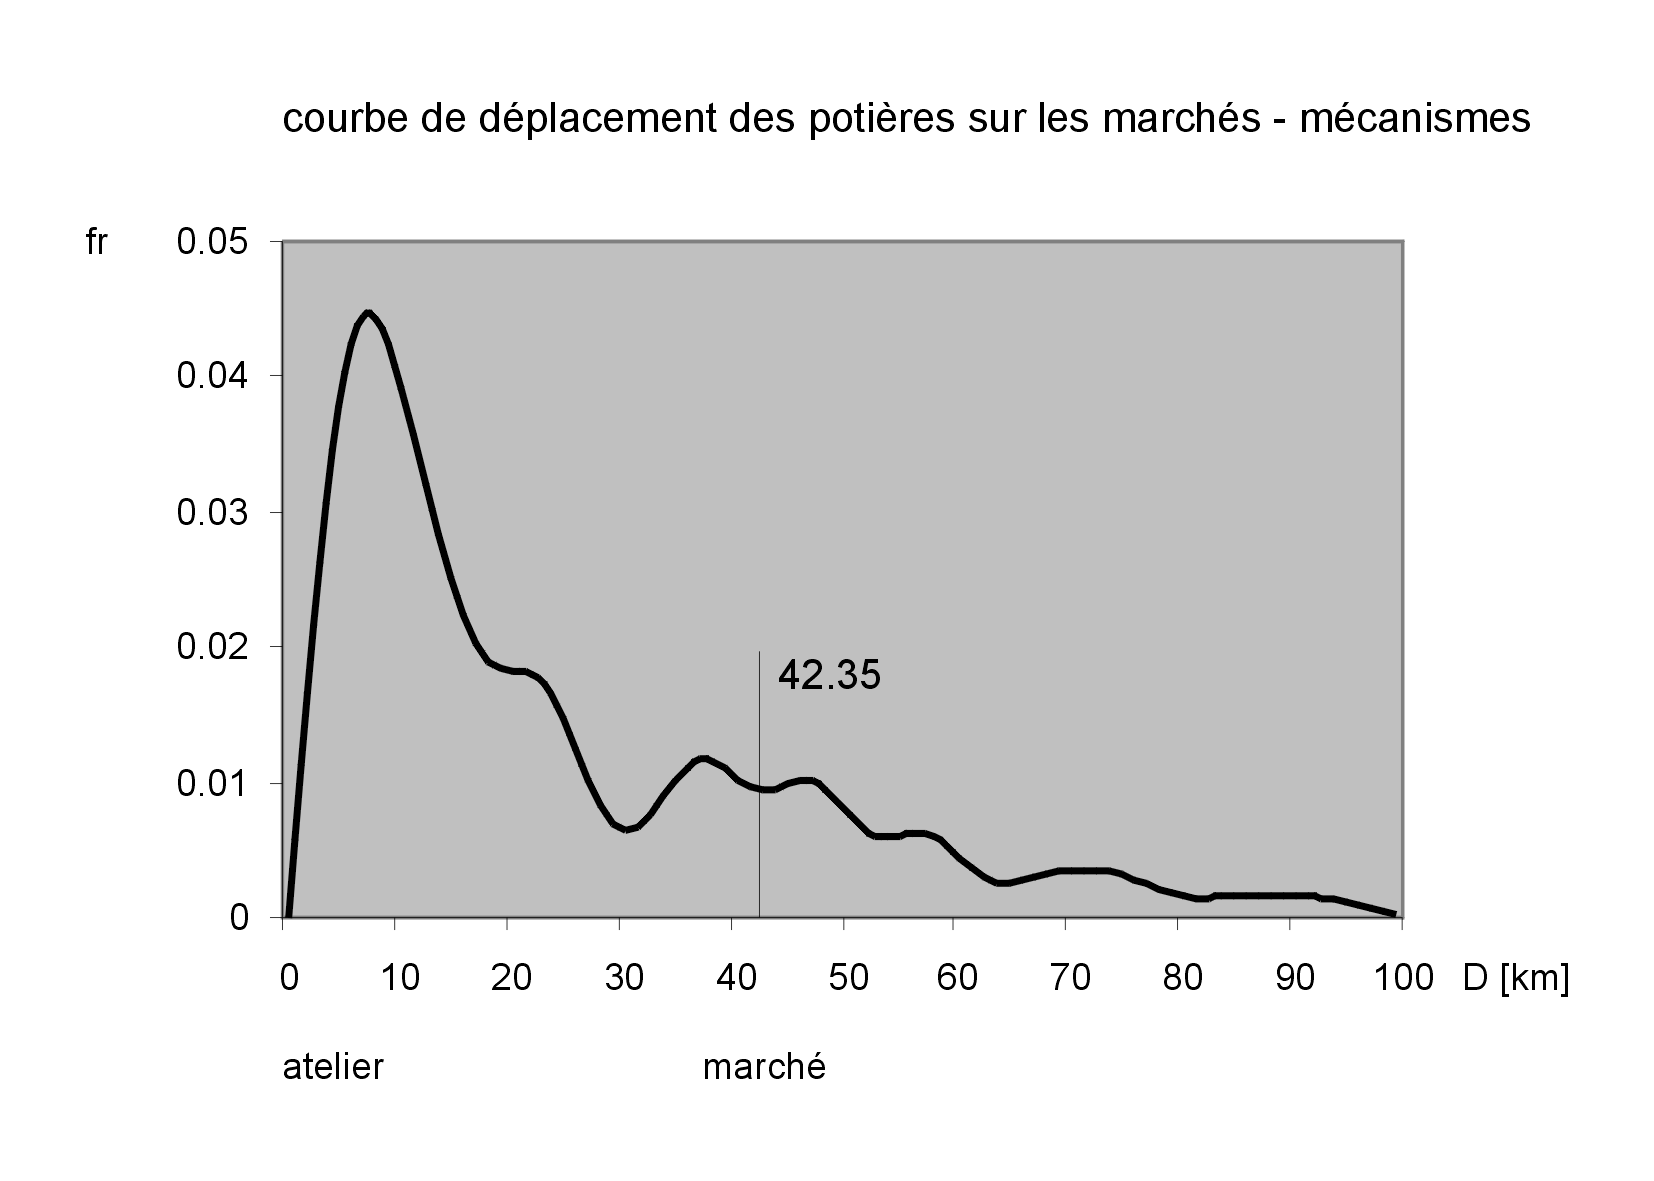 courbe de déplacement des potières sur les marchés - mécanismes
fr
0.05
0.04
0.03
0.02
0.01
0
42.35
0 10 20 30 40 50 60 70 80 90 100 D [km]
atelier marché